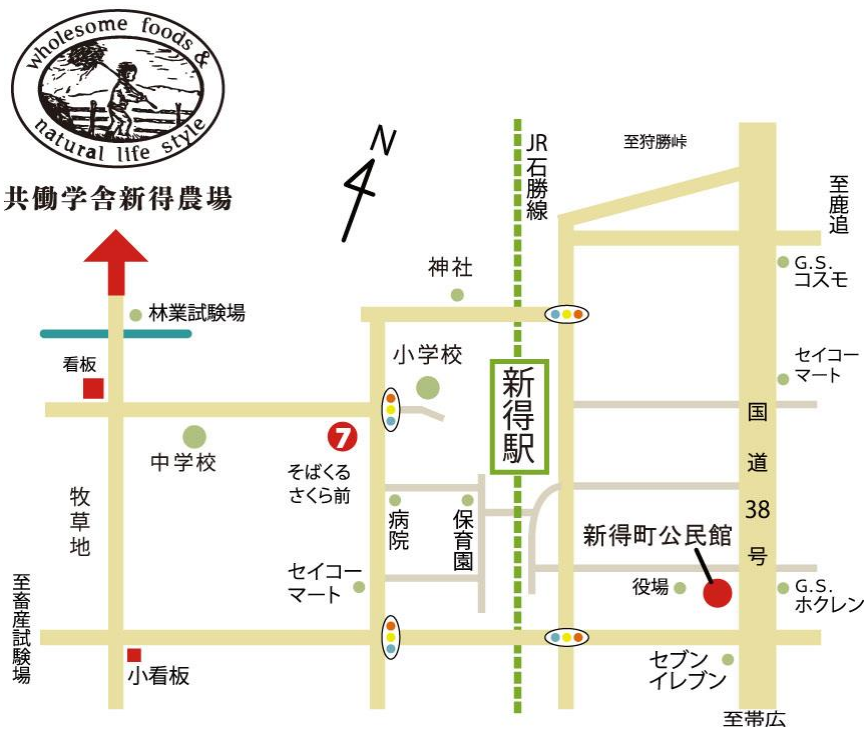 wholesome foods &
natural life style
共働学舎新得農場
N
JR石勝線
至狩勝峠
至鹿追
G.S.
コスモ
林業試験場
神社
看板
小学校
セイコー
マート
新得駅
国道38号
7
中学校
そばくる
さくら前
牧草地
病院
保育園
新得町公民館
セイコー
マート
役場
G.S.
ホクレン
至畜産試験場
小看板
セブン
イレブン
至帯広